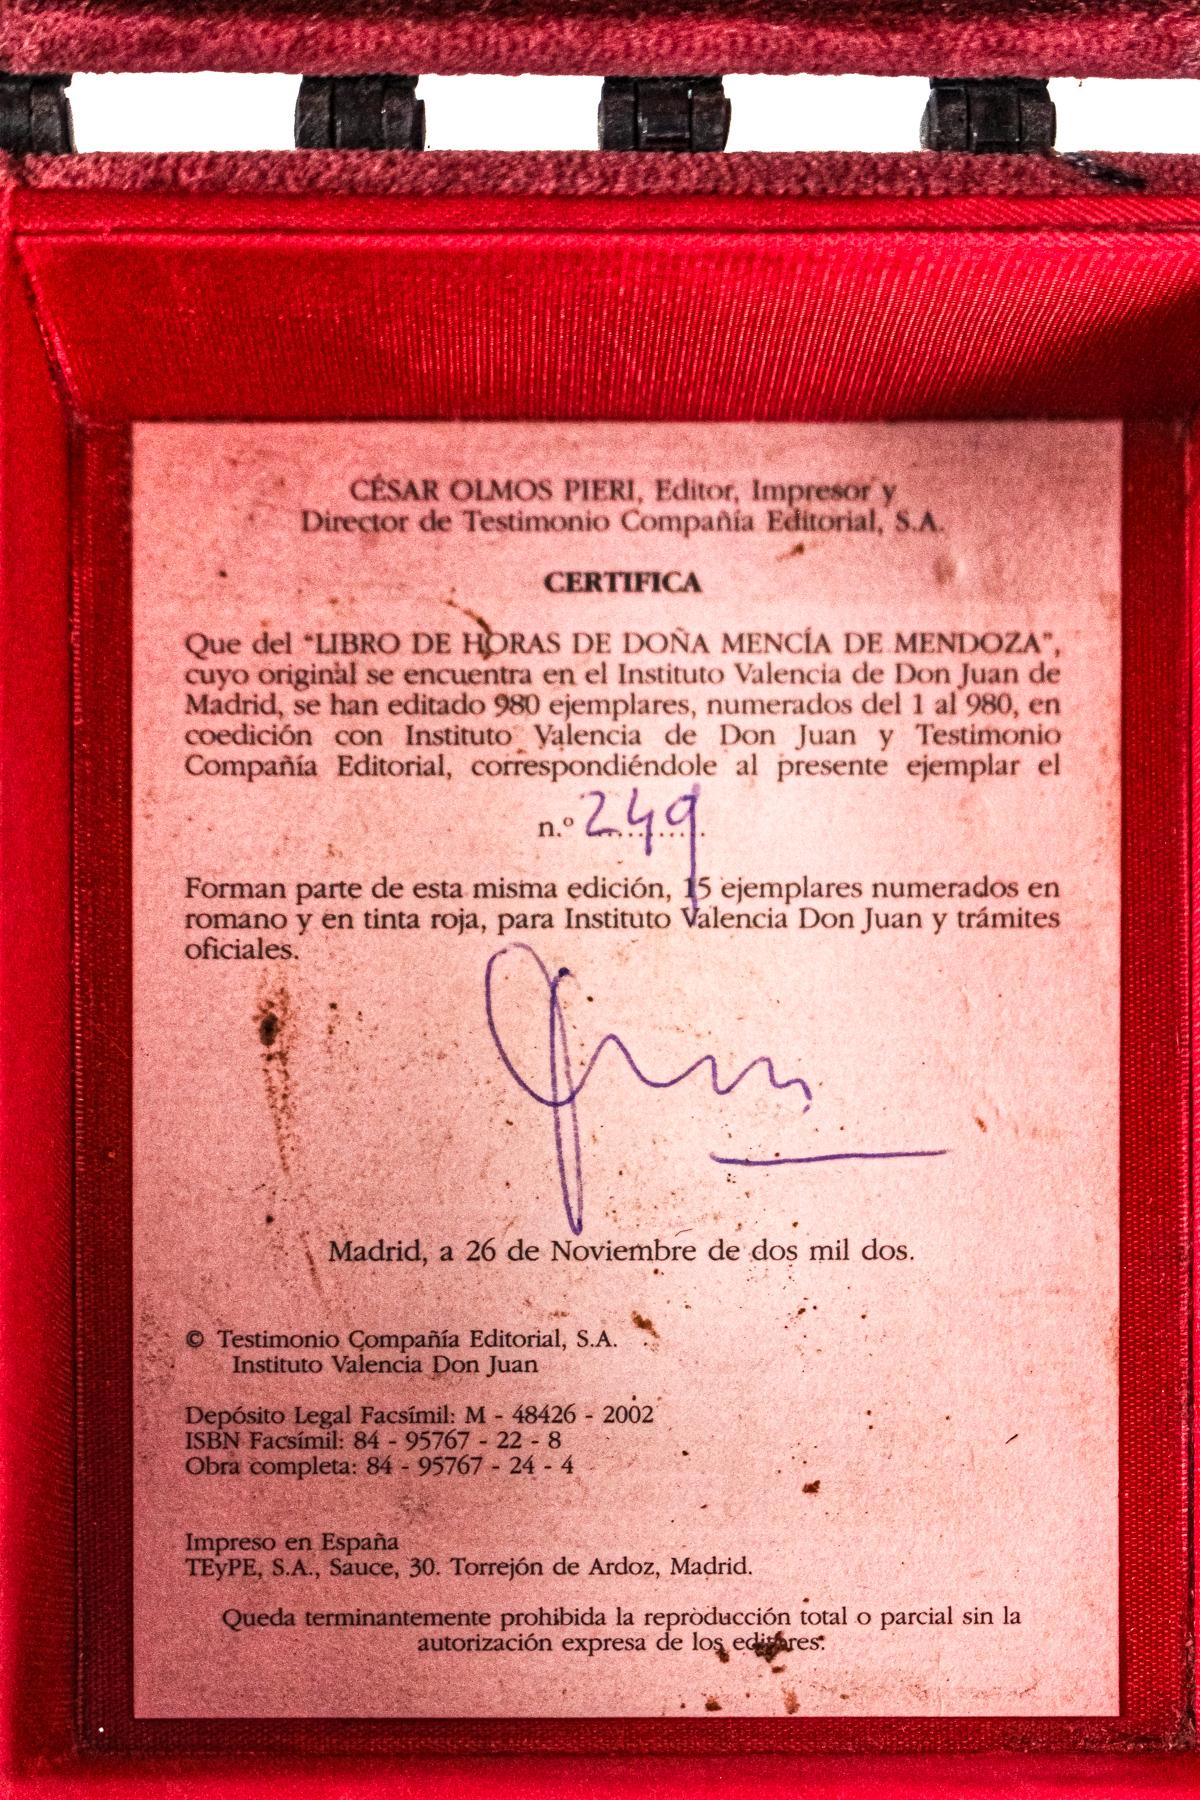 CÉSAR OLMOS PIERI, Editor, Impresor y
Director de Testimonio Compañía Editorial, S.A.
CERTIFICA
Que del "LIBRO DE HORAS DE DOÑA MENCÍA DE MENDOZA",
cuyo original se encuentra en el Instituto Valencia de Don Juan de
Madrid, se han editado 980 ejemplares, numerados del 1 al 980, en
coedición con Instituto Valencia de Don Juan y Testimonio
Compañía Editorial, correspondiéndole al presente ejemplar el
n.º 249
Forman parte de esta misma edición, 15 ejemplares numerados en
romano y en tinta roja, para Instituto Valencia Don Juan y trámites
oficiales.
Madrid, a 26 de Noviembre de dos mil dos.
© Testimonio Compañía Editorial, S.A.
Instituto Valencia Don Juan
Depósito Legal Facsímil: M - 48426 - 2002
ISBN Facsímil: 84 - 95767 - 22 - 8
Obra completa: 84 - 95767 - 24 - 4
Impreso en España
TEyPE, S.A., Sauce, 30. Torrejón de Ardoz, Madrid.
Queda terminantemente prohibida la reproducción total o parcial sin la
autorización expresa de los editores.